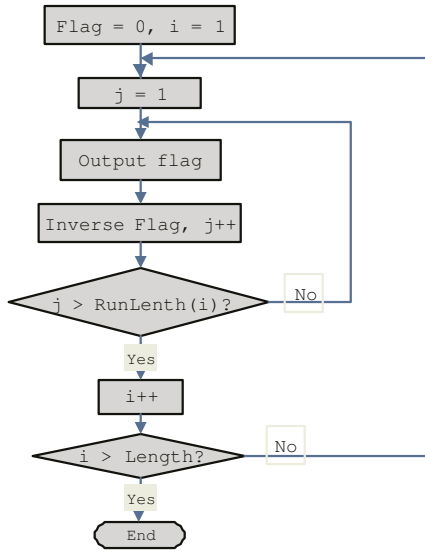 Flag = 0, i = 1
j = 1
Output flag
Inverse Flag, j++
j > RunLenth(i)?
No
Yes
i++
i > Length?
No
Yes
End